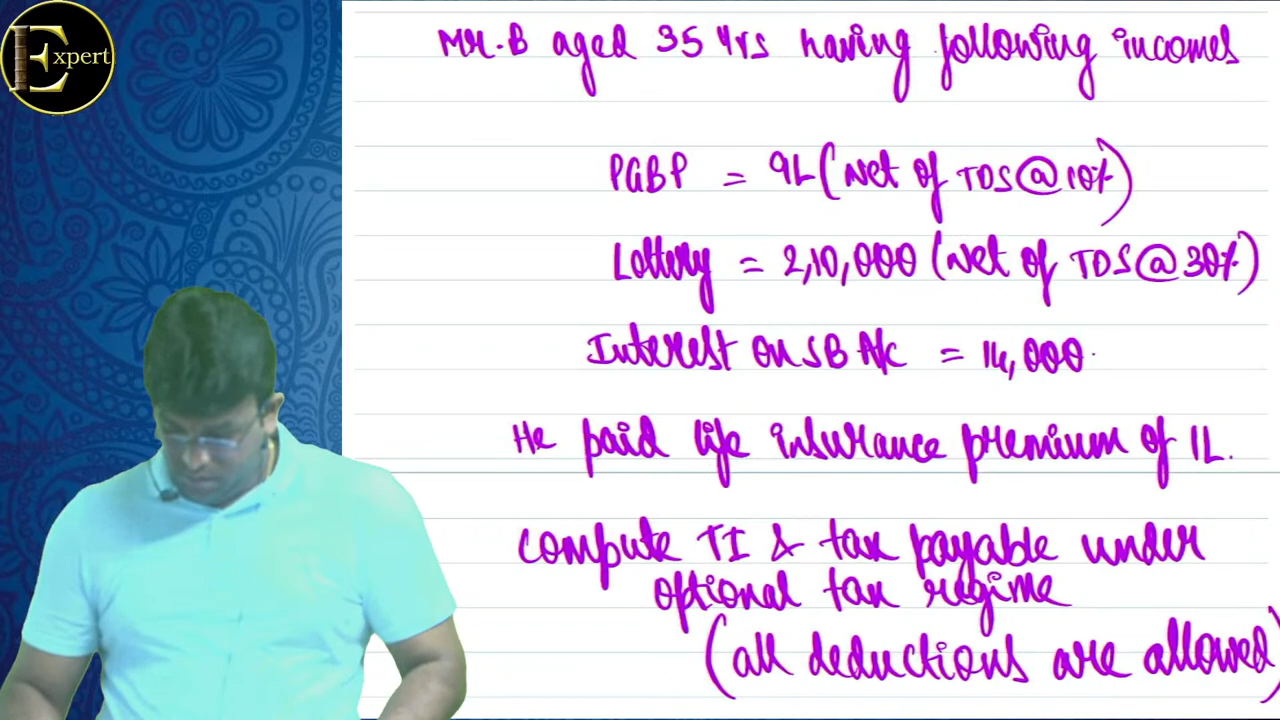 Expert
Mr. B aged 35 yrs having following incomes
PGBP = 9L (Net of TDS @ 10%)
Lottery = 2,10,000 (Net of TDS @ 30%)
Interest on SB A/c = 14,000.
He paid life insurance premium of 1L.
compute TI & tax payable under
optional tax regime
(all deductions are allowed)